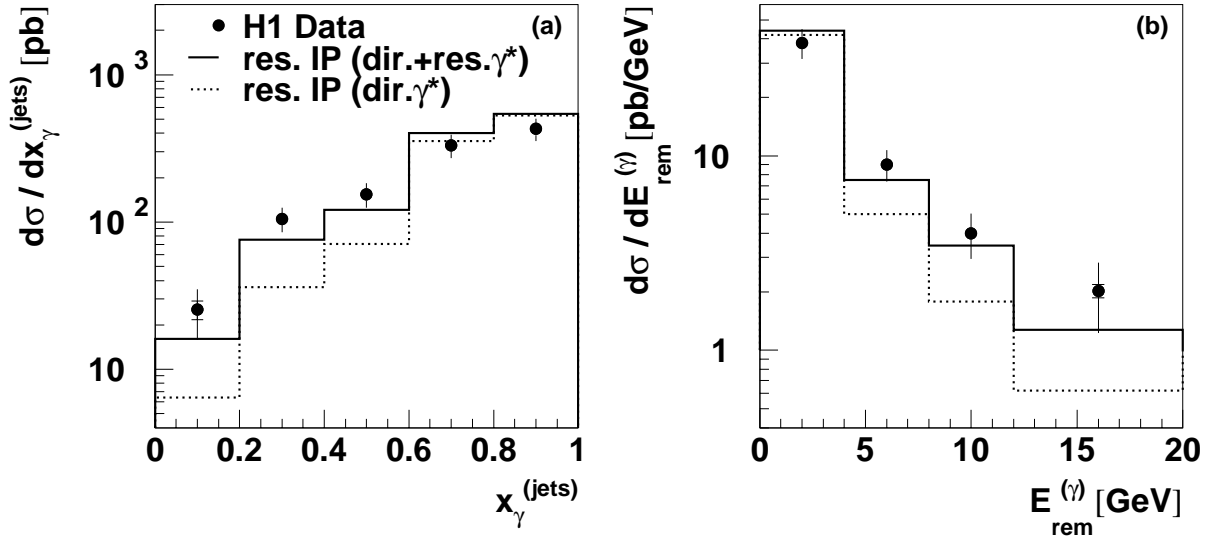 dσ / dx_γ^(jets) [pb]
10^3
10^2
10
H1 Data
res. IP (dir.+res.γ*)
res. IP (dir.γ*)
(a)
0 0.2 0.4 0.6 0.8 1
x_γ^(jets)
dσ / dE_rem^(γ) [pb/GeV]
10
1
(b)
0 5 10 15 20
E_rem^(γ) [GeV]